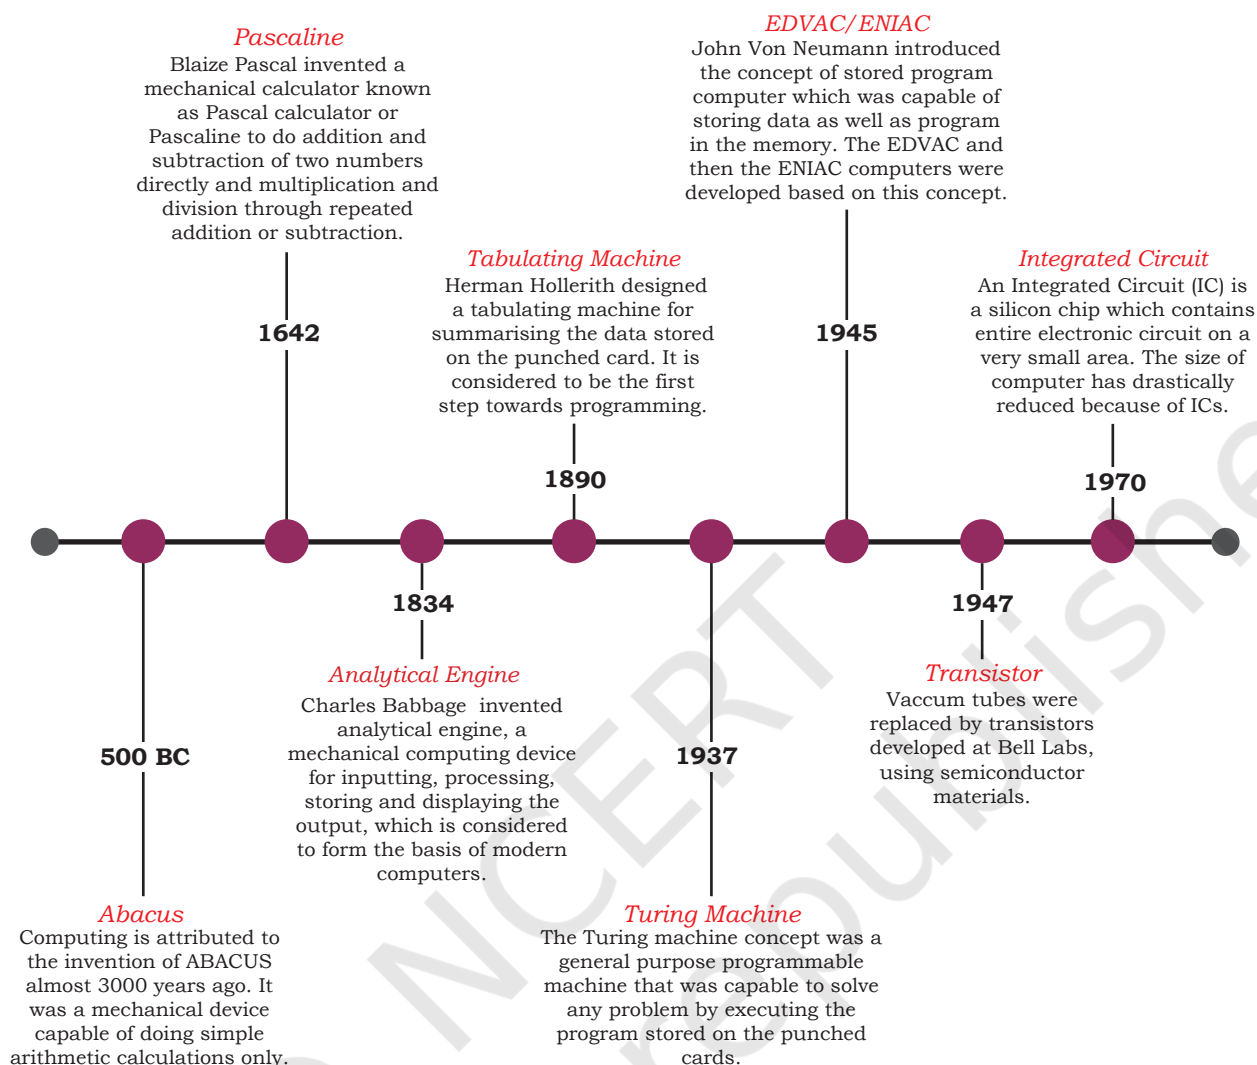 Pascaline
Blaize Pascal invented a
mechanical calculator known
as Pascal calculator or
Pascaline to do addition and
subtraction of two numbers
directly and multiplication and
division through repeated
addition or subtraction.
1642
EDVAC/ENIAC
John Von Neumann introduced
the concept of stored program
computer which was capable of
storing data as well as program
in the memory. The EDVAC and
then the ENIAC computers were
developed based on this concept.
1945
Tabulating Machine
Herman Hollerith designed
a tabulating machine for
summarising the data stored
on the punched card. It is
considered to be the first
step towards programming.
1890
Integrated Circuit
An Integrated Circuit (IC) is
a silicon chip which contains
entire electronic circuit on a
very small area. The size of
computer has drastically
reduced because of ICs.
1970
500 BC
Abacus
Computing is attributed to
the invention of ABACUS
almost 3000 years ago. It
was a mechanical device
capable of doing simple
arithmetic calculations only.
1834
Analytical Engine
Charles Babbage invented
analytical engine, a
mechanical computing device
for inputting, processing,
storing and displaying the
output, which is considered
to form the basis of modern
computers.
1937
Turing Machine
The Turing machine concept was a
general purpose programmable
machine that was capable to solve
any problem by executing the
program stored on the punched
cards.
1947
Transistor
Vaccum tubes were
replaced by transistors
developed at Bell Labs,
using semiconductor
materials.
NCERT